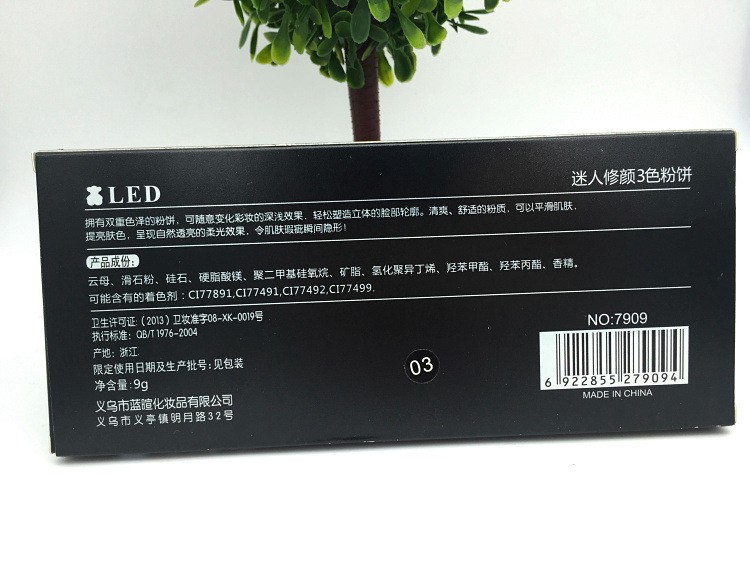 LED
迷人修颜3色粉饼
拥有双重色泽的粉饼，可随意变化彩妆的深浅效果，轻松塑造立体的脸部轮廓。清爽、舒适的粉质，可以平滑肌肤，
提亮肤色，呈现自然透亮的柔光效果，令肌肤瑕疵瞬间隐形！
产品成份：
云母、滑石粉、硅石、硬脂酸镁、聚二甲基硅氧烷、矿脂、氢化聚异丁烯、羟苯甲酯、羟苯丙酯、香精。
可能含有的着色剂：CI77891,CI77491,CI77492,CI77499.
卫生许可证:（2013）卫妆准字08-XK-0019号
执行标准：QB/T1976-2004
产地：浙江
限定使用日期及生产批号：见包装
净含量：9g
义乌市蓝暄化妆品有限公司
义乌市义亭镇明月路32号
03
NO:7909
6 922855 279094
MADE IN CHINA